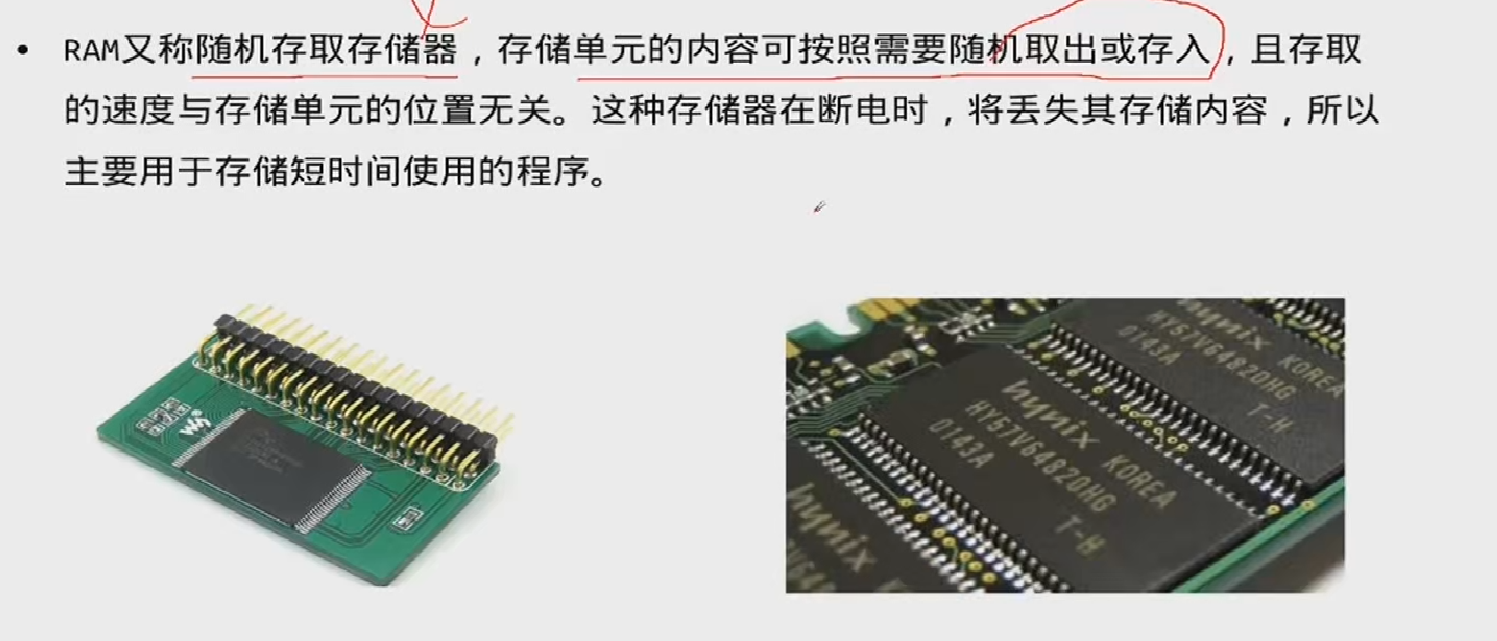 • RAM又称随机存取存储器，存储单元的内容可按照需要随机取出或存入，且存取
的速度与存储单元的位置无关。这种存储器在断电时，将丢失其存储内容，所以
主要用于存储短时间使用的程序。
hynix KOREA
HY57V64820HG
0143A T-H
hynix KOREA
HY57V64820HG
0143A
T-H
hynix